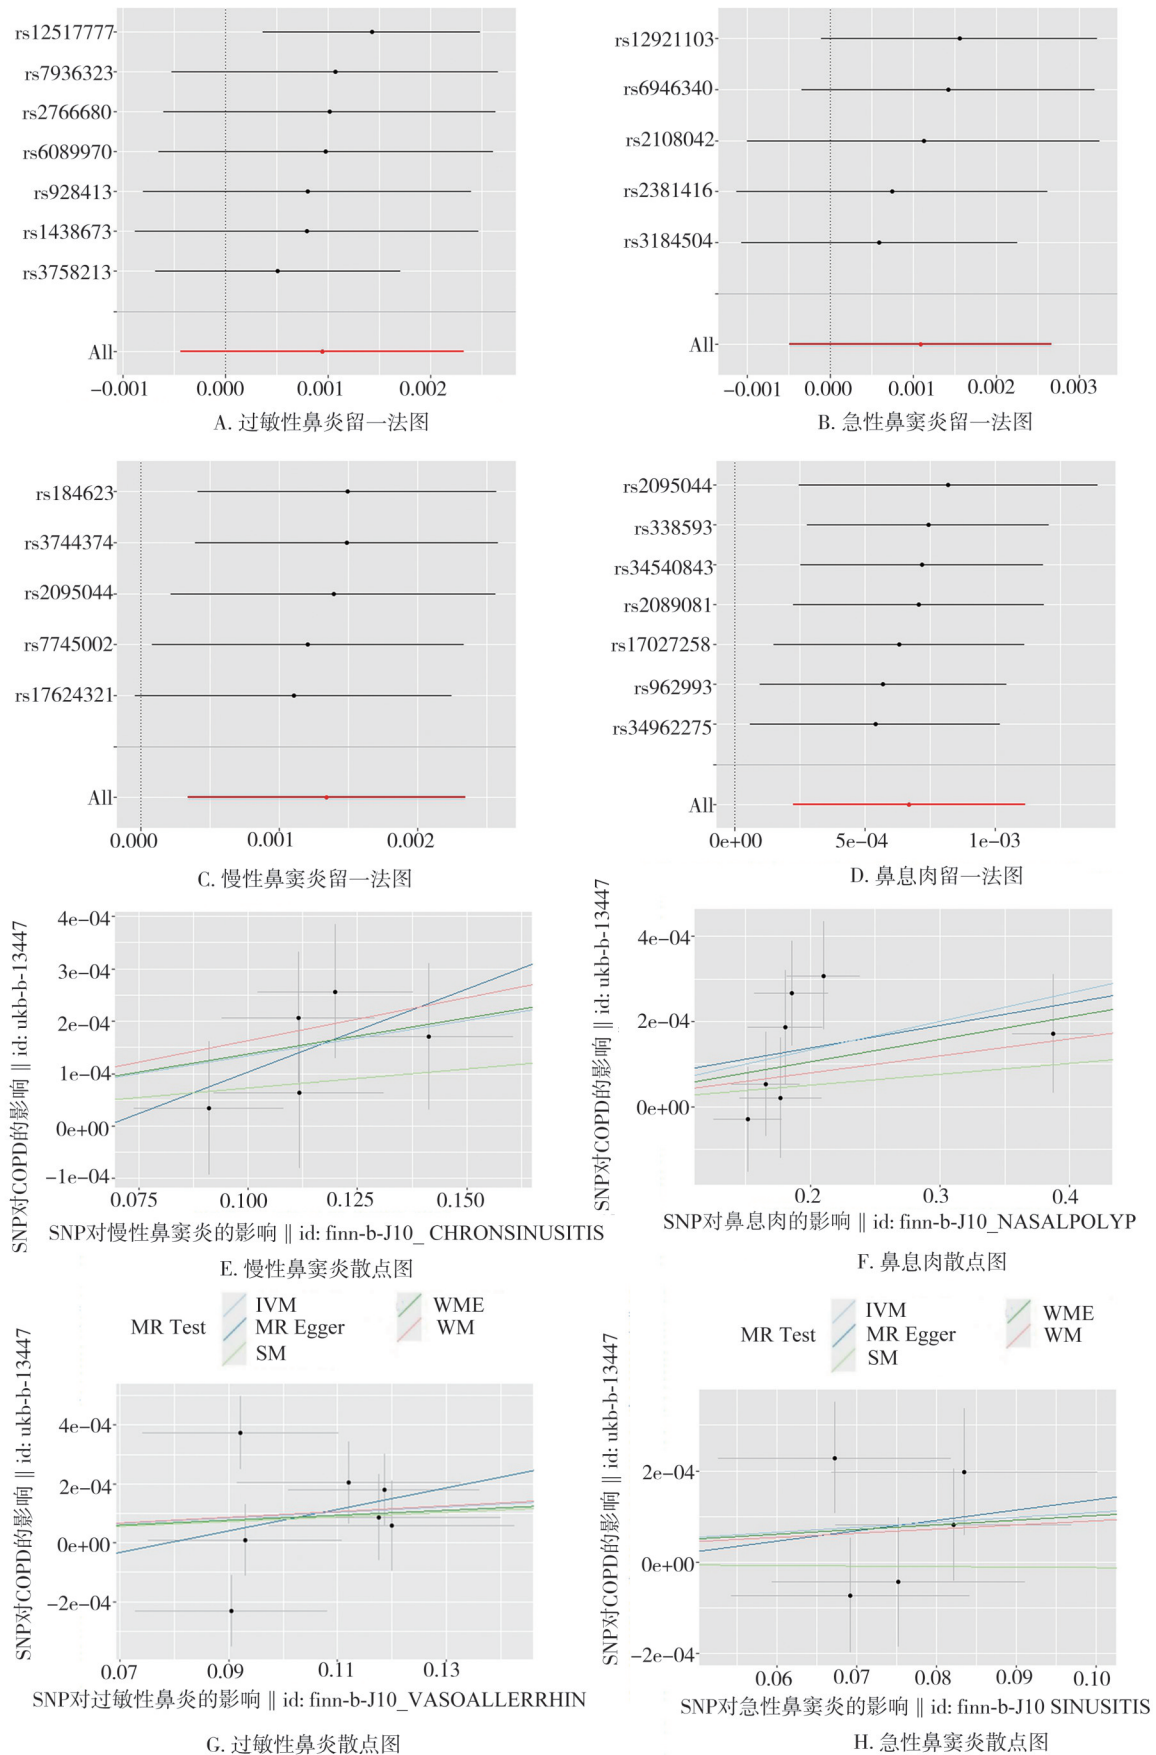 rs12517777
rs7936323
rs2766680
rs6089970
rs928413
rs1438673
rs3758213
All
−0.001 0.000 0.001 0.002
A. 过敏性鼻炎留一法图
rs12921103
rs6946340
rs2108042
rs2381416
rs3184504
All
−0.001 0.000 0.001 0.002 0.003
B. 急性鼻窦炎留一法图
rs184623
rs3744374
rs2095044
rs7745002
rs17624321
All
0.000 0.001 0.002
C. 慢性鼻窦炎留一法图
rs2095044
rs338593
rs34540843
rs2089081
rs17027258
rs962993
rs34962275
All
0e+00 5e−04 1e−03
D. 鼻息肉留一法图
SNP对COPD的影响 || id: ukb-b-13447
4e−04
3e−04
2e−04
1e−04
0e+00
−1e−04
0.075 0.100 0.125 0.150
SNP对慢性鼻窦炎的影响 || id: finn-b-J10_ CHRONSINUSITIS
E. 慢性鼻窦炎散点图
SNP对COPD的影响 || id: ukb-b-13447
4e−04
2e−04
0e+00
0.2 0.3 0.4
SNP对鼻息肉的影响 || id: finn-b-J10_NASALPOLYP
F. 鼻息肉散点图
MR Test
IVM
MR Egger
SM
WME
WM
SNP对COPD的影响 || id: ukb-b-13447
4e−04
2e−04
0e+00
−2e−04
0.07 0.09 0.11 0.13
SNP对过敏性鼻炎的影响 || id: finn-b-J10_VASOALLERRHIN
G. 过敏性鼻炎散点图
MR Test
IVM
MR Egger
SM
WME
WM
SNP对COPD的影响 || id: ukb-b-13447
2e−04
0e+00
−2e−04
0.06 0.07 0.08 0.09 0.10
SNP对急性鼻窦炎的影响 || id: finn-b-J10 SINUSITIS
H. 急性鼻窦炎散点图